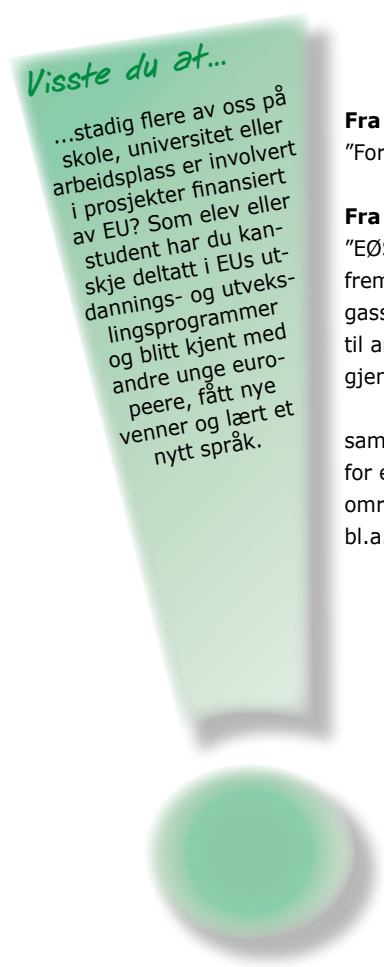 Visste du at...
...stadig flere av oss på
skole, universitet eller
arbeidsplass er involvert
i prosjekter finansiert
av EU? Som elev eller
student har du kan-
skje deltatt i EUs ut-
dannings- og utveks-
lingsprogrammer
og blitt kjent med
andre unge euro-
peere, fått nye
venner og lært et
nytt språk.
Fra
"For
Fra
"EØS
frem
gass
til a
gjer
sam
for e
omr
bl.a.